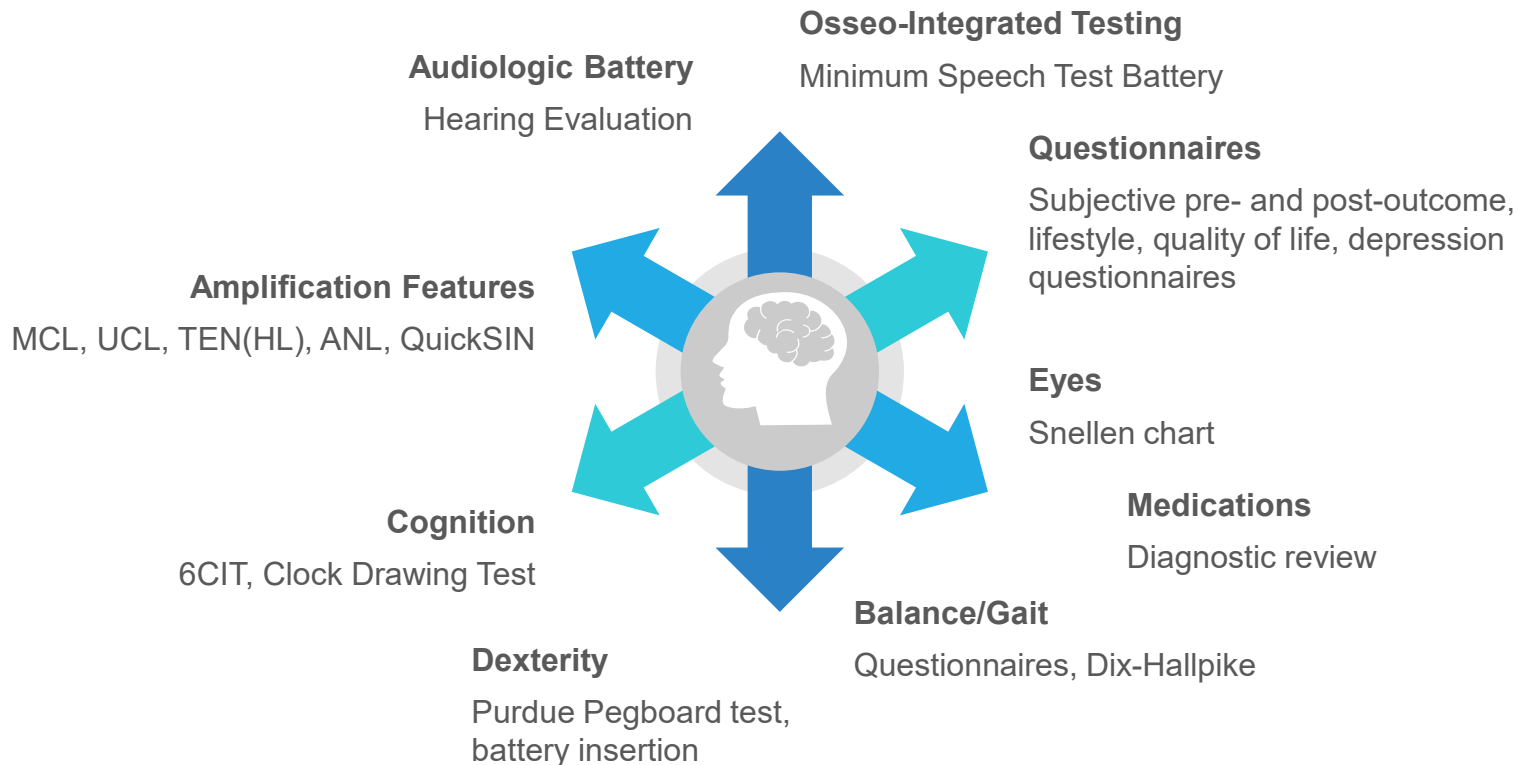 Osseo-Integrated Testing
Minimum Speech Test Battery
Audiologic Battery
Hearing Evaluation
Questionnaires
Subjective pre- and post-outcome,
lifestyle, quality of life, depression
questionnaires
Amplification Features
MCL, UCL, TEN(HL), ANL, QuickSIN
Eyes
Snellen chart
Cognition
6CIT, Clock Drawing Test
Medications
Diagnostic review
Balance/Gait
Questionnaires, Dix-Hallpike
Dexterity
Purdue Pegboard test,
battery insertion